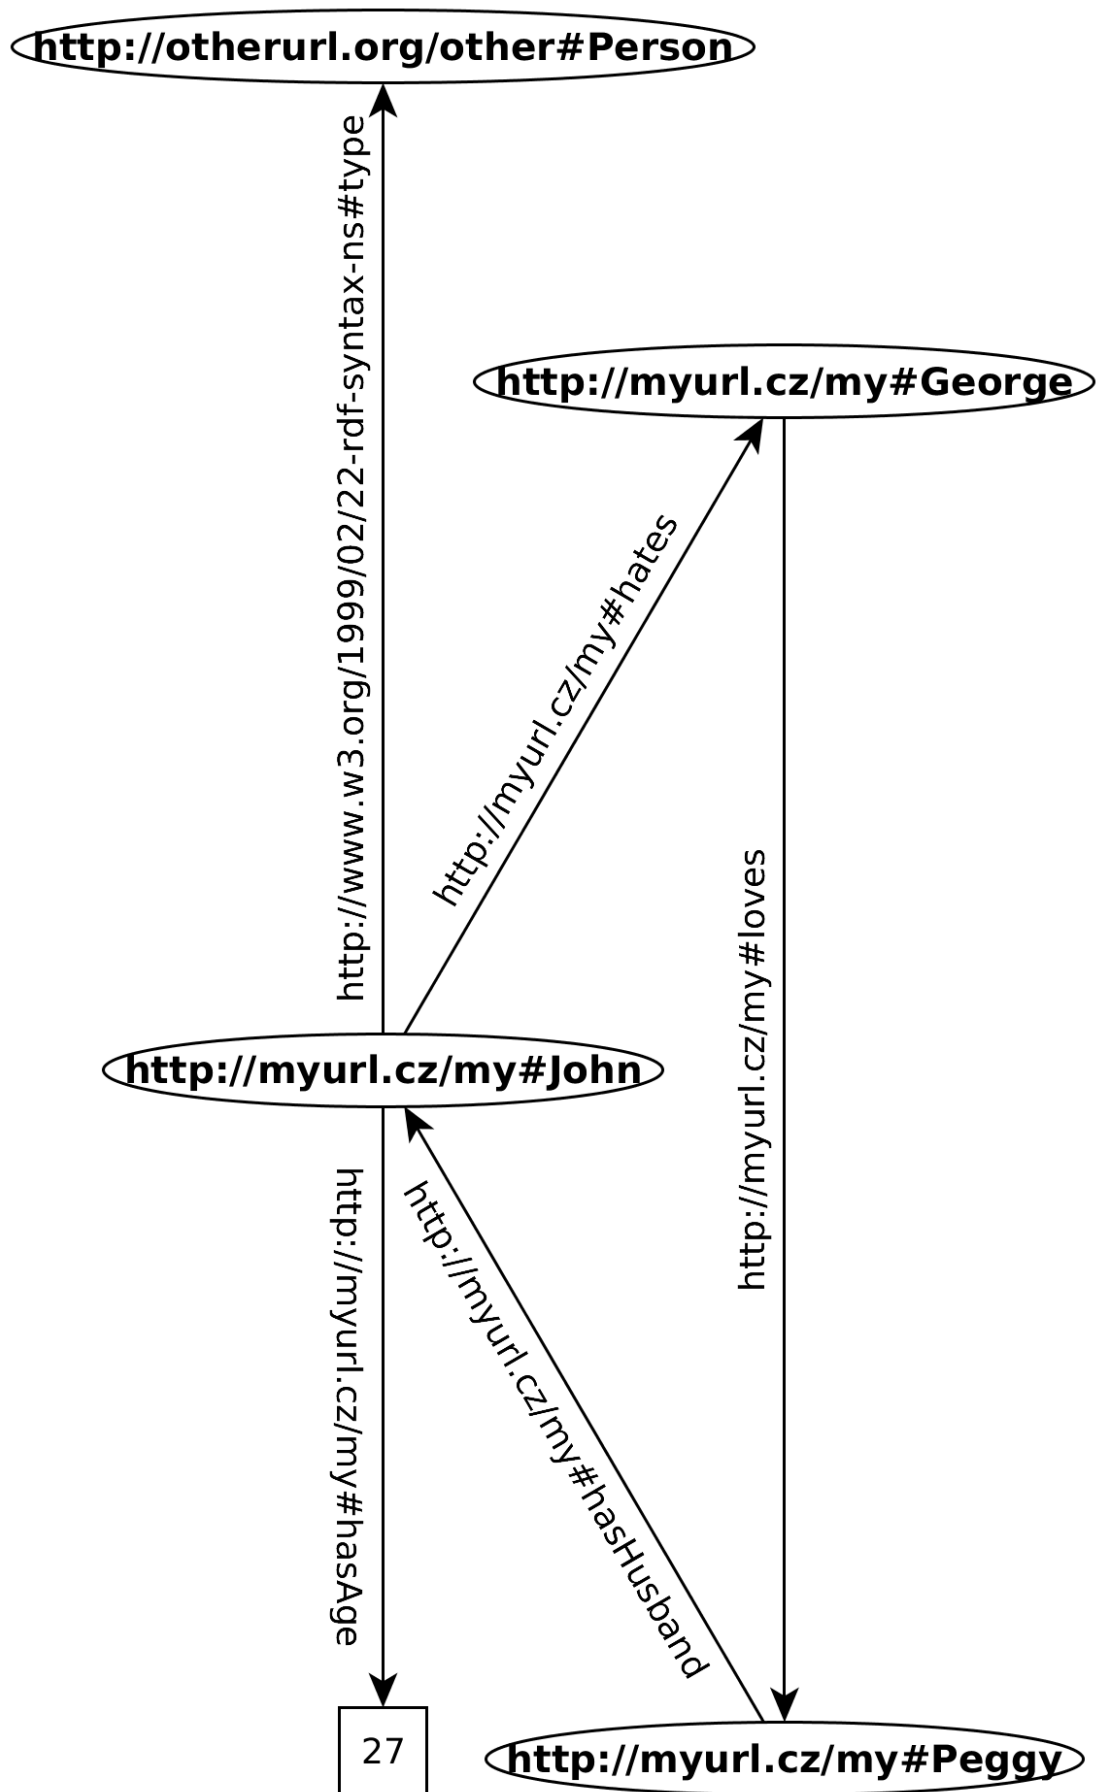 http://otherurl.org/other#Person
http://www.w3.org/1999/02/22-rdf-syntax-ns#type
http://myurl.cz/my#George
http://myurl.cz/my#hates
http://myurl.cz/my#loves
http://myurl.cz/my#John
http://myurl.cz/my#hasAge
http://myurl.cz/my#hasHusband
27
http://myurl.cz/my#Peggy